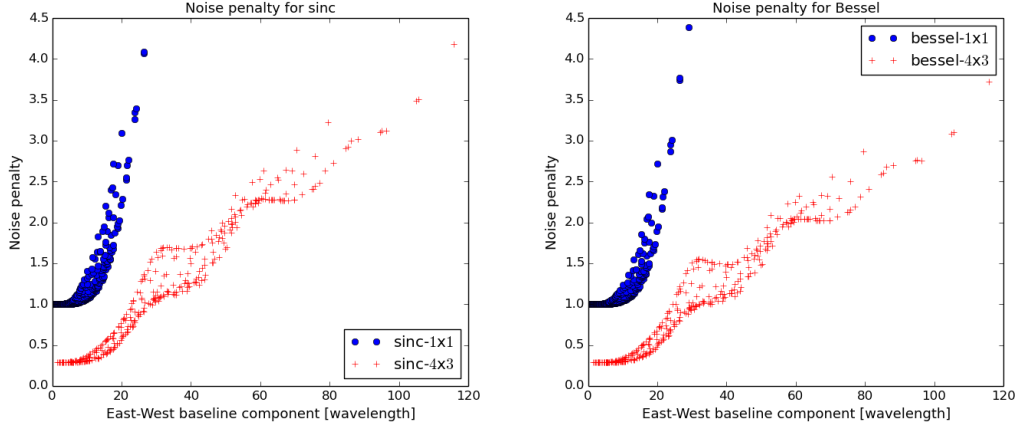 Noise penalty for sinc
4.5
4.0
3.5
3.0
2.5
2.0
1.5
1.0
0.5
0.0
Noise penalty
0 20 40 60 80 100 120
East-West baseline component [wavelength]
sinc-1x1
sinc-4x3
Noise penalty for Bessel
4.5
4.0
3.5
3.0
2.5
2.0
1.5
1.0
0.5
0.0
Noise penalty
0 20 40 60 80 100 120
East-West baseline component [wavelength]
bessel-1x1
bessel-4x3